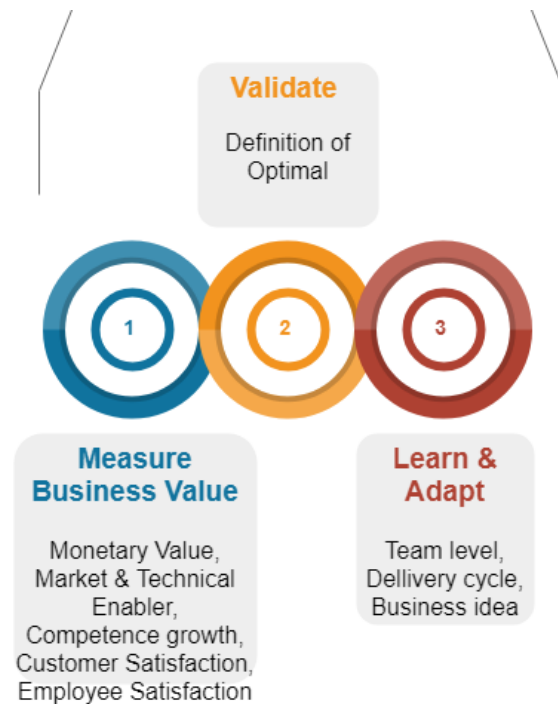 Validate
Definition of
Optimal
1
2
3
Measure
Business Value
Monetary Value,
Market & Technical
Enabler,
Competence growth,
Customer Satisfaction,
Employee Satisfaction
Learn &
Adapt
Team level,
Dellivery cycle,
Business idea